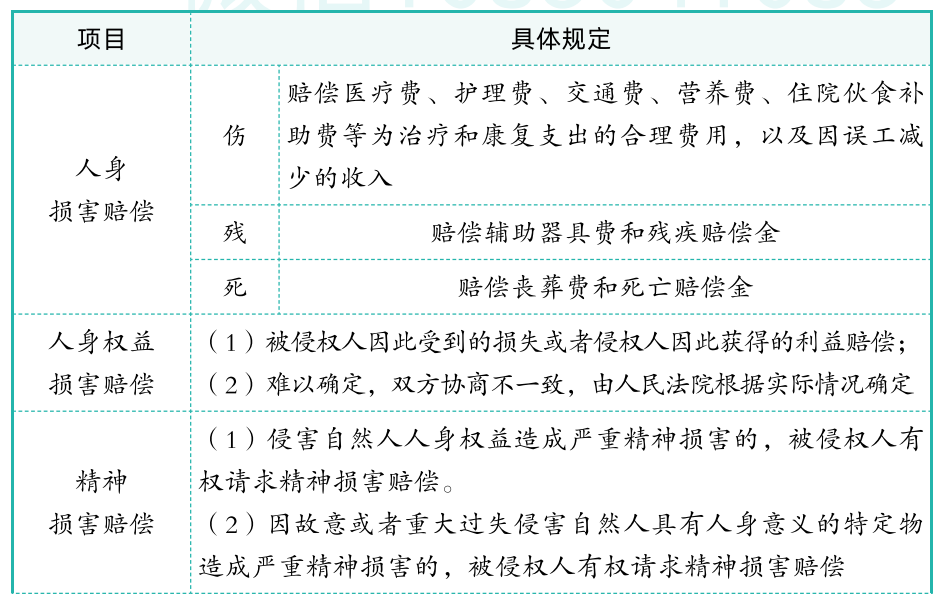 项目 具体规定
人身
损害赔偿
伤
赔偿医疗费、护理费、交通费、营养费、住院伙食补
助费等为治疗和康复支出的合理费用，以及因误工减
少的收入
残 赔偿辅助器具费和残疾赔偿金
死 赔偿丧葬费和死亡赔偿金
人身权益
损害赔偿
（1）被侵权人因此受到的损失或者侵权人因此获得的利益赔偿；
（2）难以确定，双方协商不一致，由人民法院根据实际情况确定
精神
损害赔偿
（1）侵害自然人人身权益造成严重精神损害的，被侵权人有
权请求精神损害赔偿。
（2）因故意或者重大过失侵害自然人具有人身意义的特定物
造成严重精神损害的，被侵权人有权请求精神损害赔偿